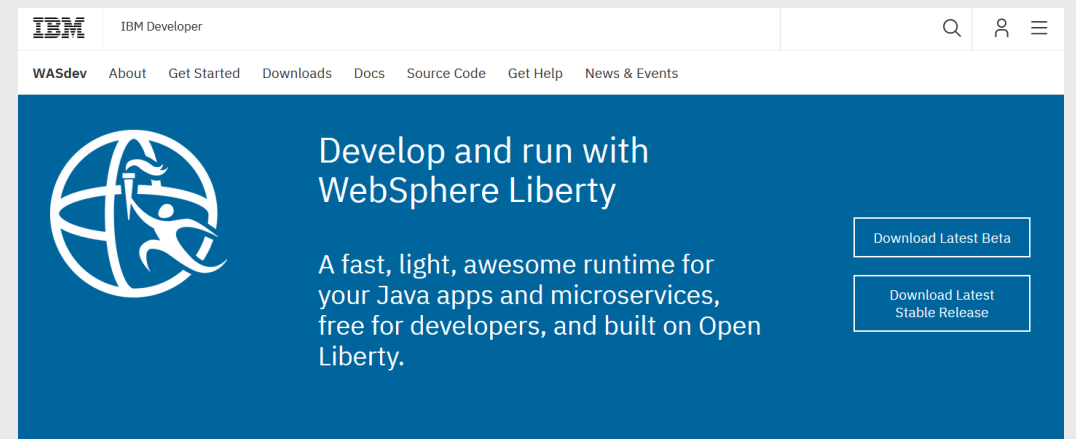 IBM
IBM Developer
WASdev About Get Started Downloads Docs Source Code Get Help News & Events
Develop and run with
WebSphere Liberty
A fast, light, awesome runtime for
your Java apps and microservices,
free for developers, and built on Open
Liberty.
Download Latest Beta
Download Latest
Stable Release